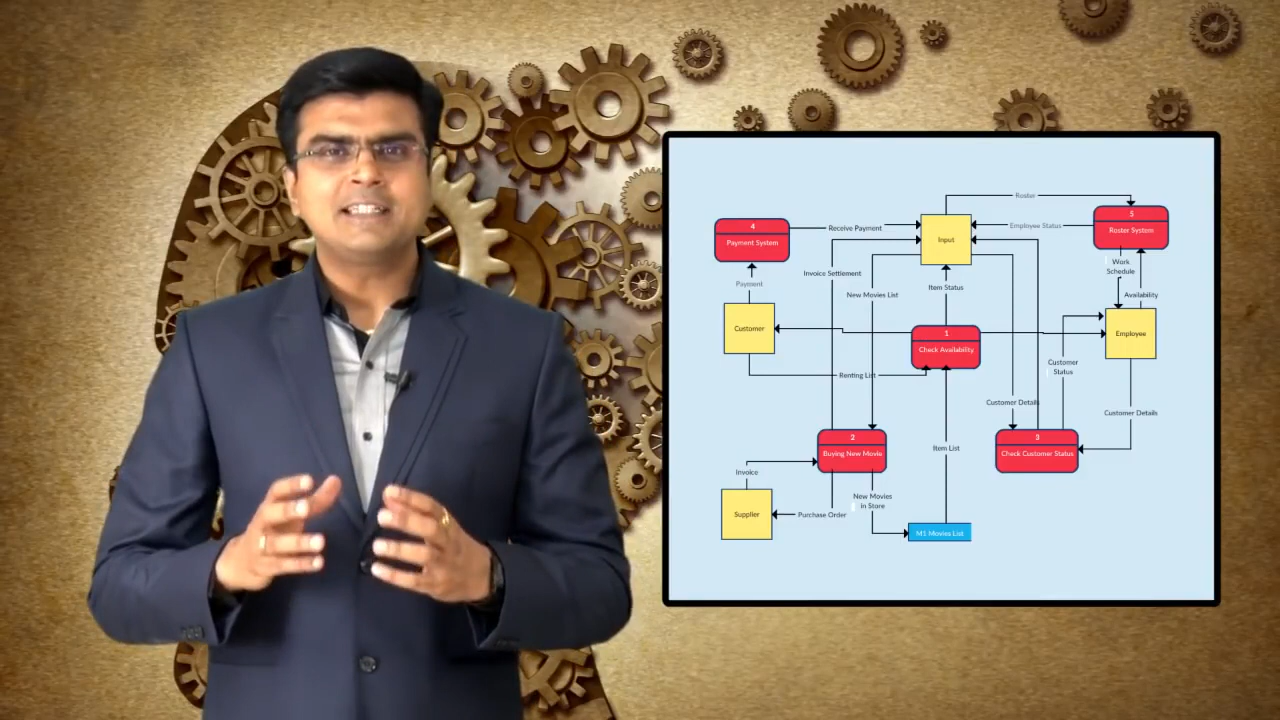 Roster
4
Payment System
Receive Payment
Input
Employee Status
5
Roster System
Work
Schedule
Availability
Invoice Settlement
New Movies List
Item Status
Payment
Customer
1
Check Availability
Employee
Customer
Status
Renting List
Customer Details
Customer Details
2
Buying New Movie
Item List
3
Check Customer Status
Invoice
Supplier
Purchase Order
New Movies
in Store
M1 Movies List